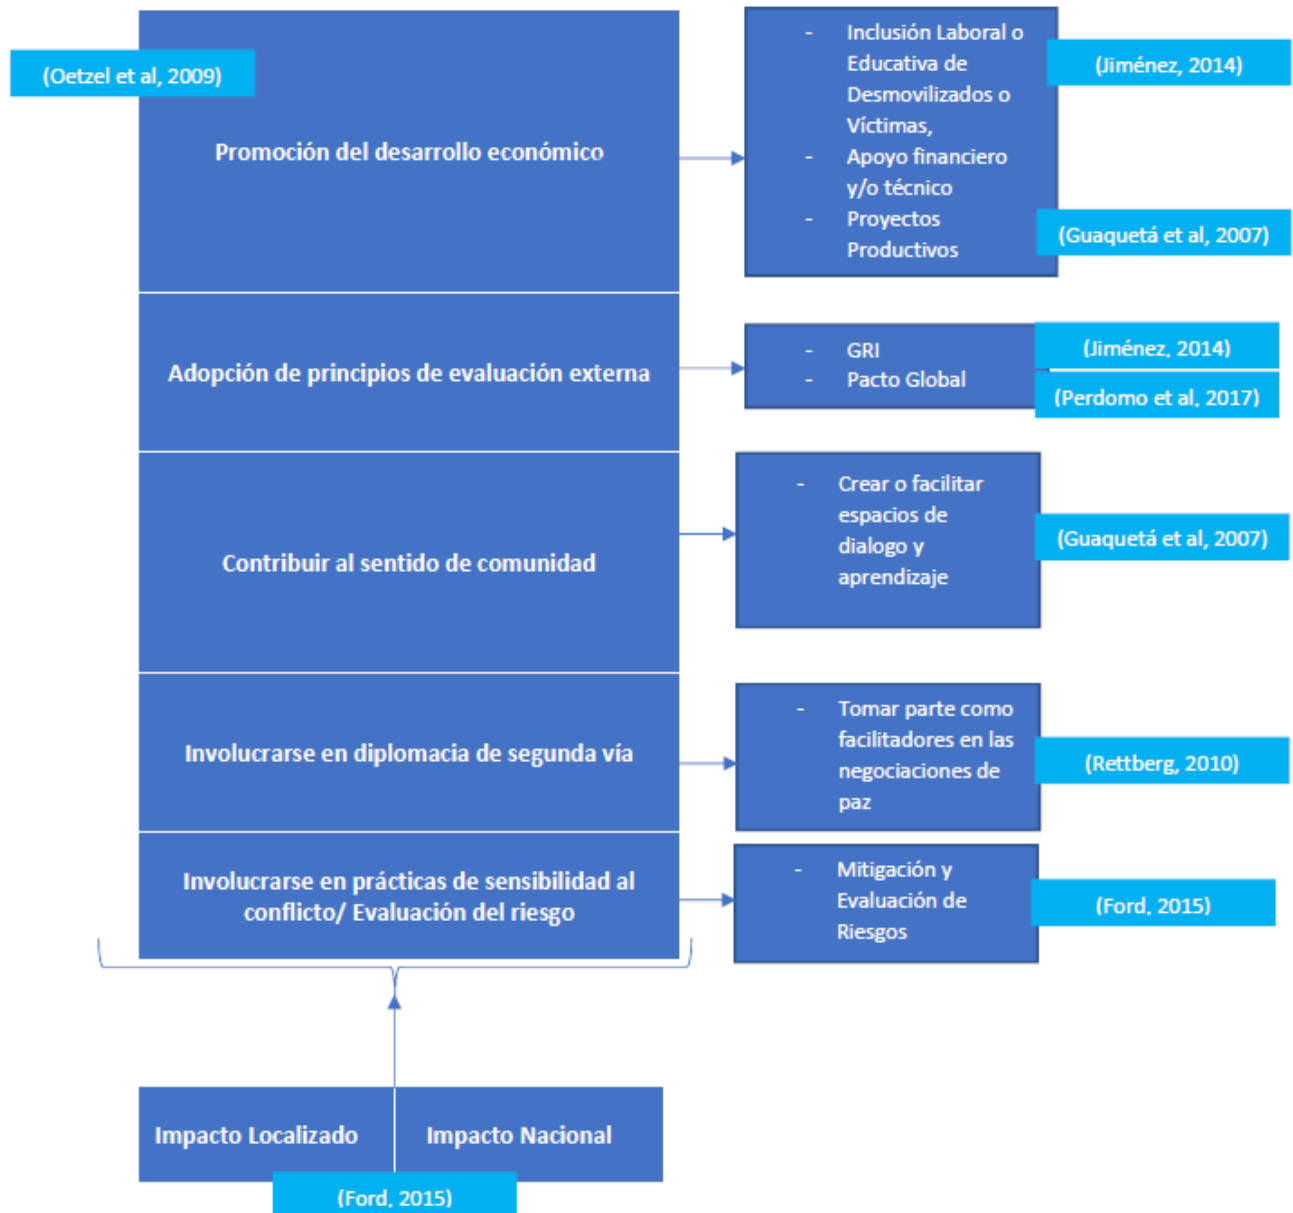 (Oetzel et al, 2009)
Promoción del desarrollo económico
- Inclusión Laboral o
Educativa de
Desmovilizados o
Víctimas,
- Apoyo financiero
y/o técnico
- Proyectos
Productivos
(Jiménez, 2014)
(Guaquetá et al, 2007)
Adopción de principios de evaluación externa
- GRI
- Pacto Global
(Jiménez, 2014)
(Perdomo et al, 2017)
Contribuir al sentido de comunidad
- Crear o facilitar
espacios de
dialogo y
aprendizaje
(Guaquetá et al, 2007)
Involucrarse en diplomacia de segunda vía
- Tomar parte como
facilitadores en las
negociaciones de
paz
(Rettberg, 2010)
Involucrarse en prácticas de sensibilidad al
conflicto/ Evaluación del riesgo
- Mitigación y
Evaluación de
Riesgos
(Ford, 2015)
Impacto Localizado
Impacto Nacional
(Ford, 2015)